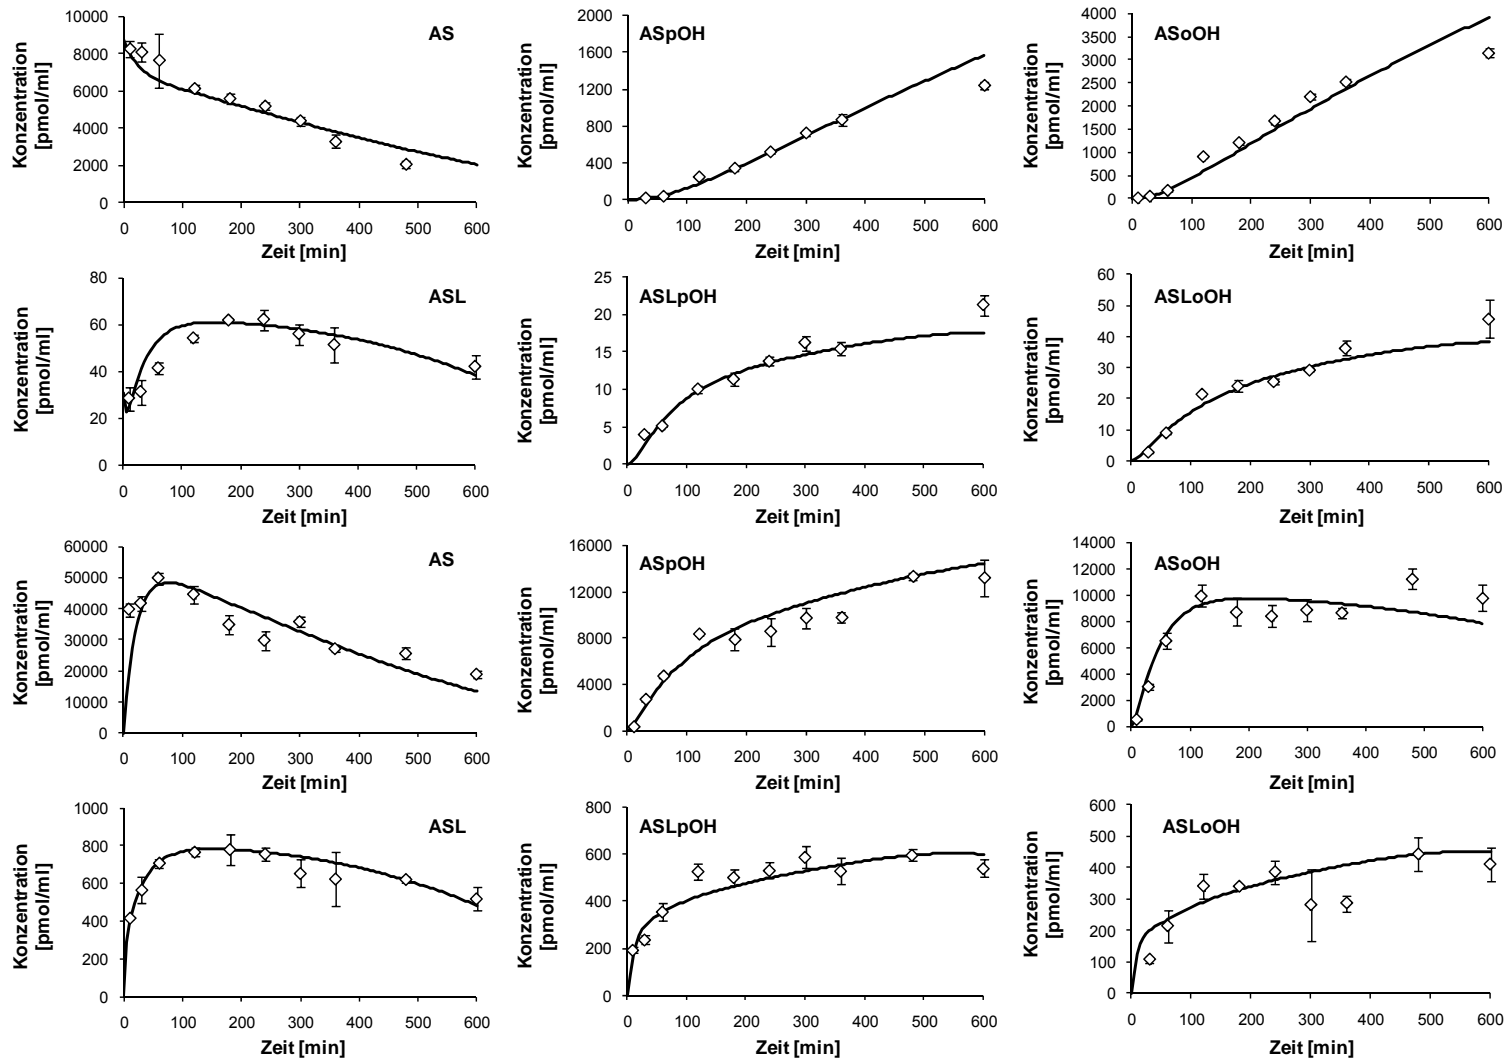 AS
Konzentration
[pmol/ml]
10000
8000
6000
4000
2000
0
0 100 200 300 400 500 600
Zeit [min]
ASpOH
Konzentration
[pmol/ml]
2000
1600
1200
800
400
0
0 100 200 300 400 500 600
Zeit [min]
ASoOH
Konzentration
[pmol/ml]
4000
3500
3000
2500
2000
1500
1000
500
0
0 100 200 300 400 500 600
Zeit [min]
ASL
Konzentration
[pmol/ml]
80
60
40
20
0
0 100 200 300 400 500 600
Zeit [min]
ASLpOH
Konzentration
[pmol/ml]
25
20
15
10
5
0
0 100 200 300 400 500 600
Zeit [min]
ASLoOH
Konzentration
[pmol/ml]
60
50
40
30
20
10
0
0 100 200 300 400 500 600
Zeit [min]
AS
Konzentration
[pmol/ml]
60000
50000
40000
30000
20000
10000
0
0 100 200 300 400 500 600
Zeit [min]
ASpOH
Konzentration
[pmol/ml]
16000
12000
8000
4000
0
0 100 200 300 400 500 600
Zeit [min]
ASoOH
Konzentration
[pmol/ml]
14000
12000
10000
8000
6000
4000
2000
0
0 100 200 300 400 500 600
Zeit [min]
ASL
Konzentration
[pmol/ml]
1000
800
600
400
200
0
0 100 200 300 400 500 600
Zeit [min]
ASLpOH
Konzentration
[pmol/ml]
800
600
400
200
0
0 100 200 300 400 500 600
Zeit [min]
ASLoOH
Konzentration
[pmol/ml]
600
500
400
300
200
100
0
0 100 200 300 400 500 600
Zeit [min]